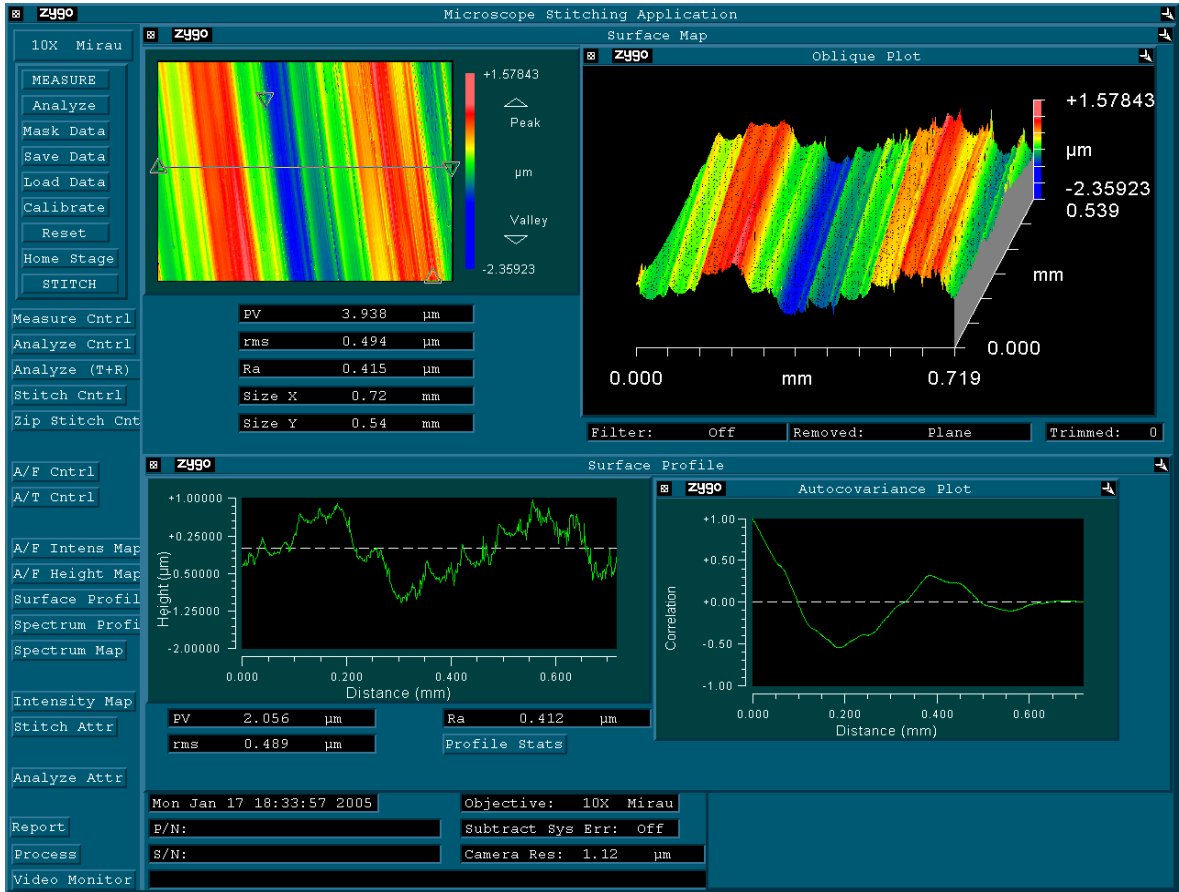 zygo Microscope Stitching Application
10X Mirau
MEASURE
Analyze
Mask Data
Save Data
Load Data
Calibrate
Reset
Home Stage
STITCH
Measure Cntrl
Analyze Cntrl
Analyze (T+R)
Stitch Cntrl
Zip Stitch Cnt
A/F Cntrl
A/T Cntrl
A/F Intens Map
A/F Height Map
Surface Profil
Spectrum Profi
Spectrum Map
Intensity Map
Stitch Attr
Analyze Attr
Report
Process
Video Monitor
zygo Surface Map
+1.57843
Peak
µm
Valley
-2.35923
PV 3.938 µm
rms 0.494 µm
Ra 0.415 µm
Size X 0.72 mm
Size Y 0.54 mm
zygo Oblique Plot
+1.57843
µm
-2.35923
0.539
mm
0.000
0.000 mm 0.719
Filter: Off Removed: Plane Trimmed: 0
zygo Surface Profile
+1.00000
+0.25000
-0.50000
-1.25000
-2.00000
Height (µm)
0.000 0.200 0.400 0.600
Distance (mm)
PV 2.056 µm Ra 0.412 µm
rms 0.489 µm Profile Stats
zygo Autocovariance Plot
+1.00
+0.50
+0.00
-0.50
-1.00
Correlation
0.000 0.200 0.400 0.600
Distance (mm)
Mon Jan 17 18:33:57 2005 Objective: 10X Mirau
P/N: Subtract Sys Err: Off
S/N: Camera Res: 1.12 µm